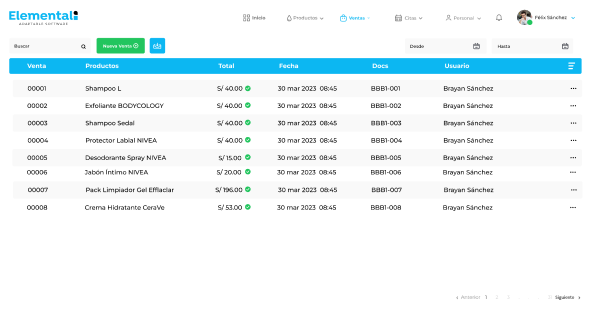 Elemental
ADAPTABLE SOFTWARE
Inicio Productos Ventas Citas Personal Félix Sánchez
Buscar Nueva Venta Desde Hasta
Venta Productos Total Fecha Docs Usuario
00001 Shampoo L S/ 40.00 30 mar 2023 08:45 BBB1-001 Brayan Sánchez
00002 Exfoliante BODYCOLOGY S/ 40.00 30 mar 2023 08:45 BBB1-002 Brayan Sánchez
00003 Shampoo Sedal S/ 40.00 30 mar 2023 08:45 BBB1-003 Brayan Sánchez
00004 Protector Labial NIVEA S/ 40.00 30 mar 2023 08:45 BBB1-004 Brayan Sánchez
00005 Desodorante Spray NIVEA S/ 15.00 30 mar 2023 08:45 BBB1-005 Brayan Sánchez
00006 Jabón Íntimo NIVEA S/ 20.00 30 mar 2023 08:45 BBB1-006 Brayan Sánchez
00007 Pack Limpiador Gel Effaclar S/ 196.00 30 mar 2023 08:45 BBB1-007 Brayan Sánchez
00008 Crema Hidratante CeraVe S/ 53.00 30 mar 2023 08:45 BBB1-008 Brayan Sánchez
Anterior 1 2 3 Siguiente